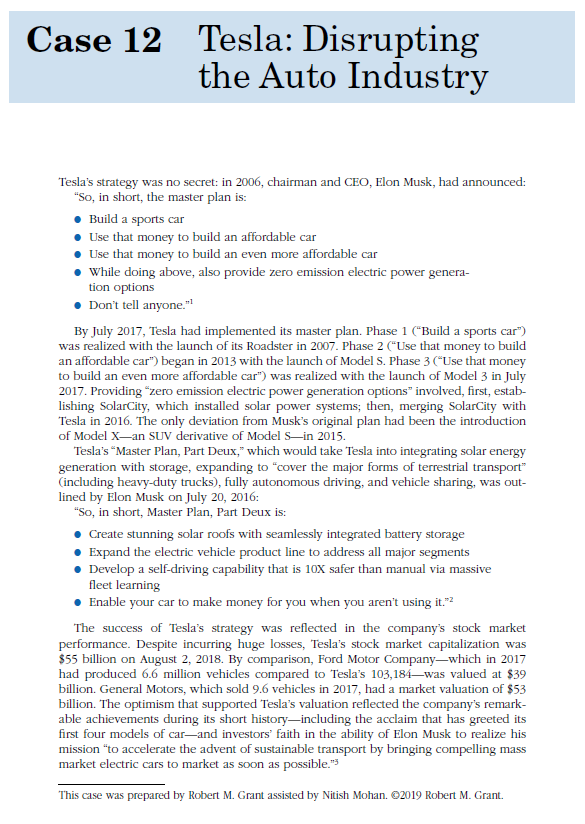 Case 12 Tesla: Disrupting
the Auto Industry
Tesla's strategy was no secret: in 2006, chairman and CEO, Elon Musk, had announced:
"So, in short, the master plan is:
● Build a sports car
● Use that money to build an affordable car
● Use that money to build an even more affordable car
● While doing above, also provide zero emission electric power genera-
tion options
● Don't tell anyone."1
By July 2017, Tesla had implemented its master plan. Phase 1 ("Build a sports car")
was realized with the launch of its Roadster in 2007. Phase 2 ("Use that money to build
an affordable car") began in 2013 with the launch of Model S. Phase 3 ("Use that money
to build an even more affordable car") was realized with the launch of Model 3 in July
2017. Providing "zero emission electric power generation options" involved, first, estab-
lishing SolarCity, which installed solar power systems; then, merging SolarCity with
Tesla in 2016. The only deviation from Musk's original plan had been the introduction
of Model X—an SUV derivative of Model S—in 2015.
Tesla's "Master Plan, Part Deux," which would take Tesla into integrating solar energy
generation with storage, expanding to "cover the major forms of terrestrial transport"
(including heavy-duty trucks), fully autonomous driving, and vehicle sharing, was out-
lined by Elon Musk on July 20, 2016:
"So, in short, Master Plan, Part Deux is:
● Create stunning solar roofs with seamlessly integrated battery storage
● Expand the electric vehicle product line to address all major segments
● Develop a self-driving capability that is 10X safer than manual via massive
fleet learning
● Enable your car to make money for you when you aren't using it."2
The success of Tesla's strategy was reflected in the company's stock market
performance. Despite incurring huge losses, Tesla's stock market capitalization was
$55 billion on August 2, 2018. By comparison, Ford Motor Company—which in 2017
had produced 6.6 million vehicles compared to Tesla's 103,184—was valued at $39
billion. General Motors, which sold 9.6 vehicles in 2017, had a market valuation of $53
billion. The optimism that supported Tesla's valuation reflected the company's remark-
able achievements during its short history—including the acclaim that has greeted its
first four models of car—and investors' faith in the ability of Elon Musk to realize his
mission "to accelerate the advent of sustainable transport by bringing compelling mass
market electric cars to market as soon as possible."3
This case was prepared by Robert M. Grant assisted by Nitish Mohan. ©2019 Robert M. Grant.